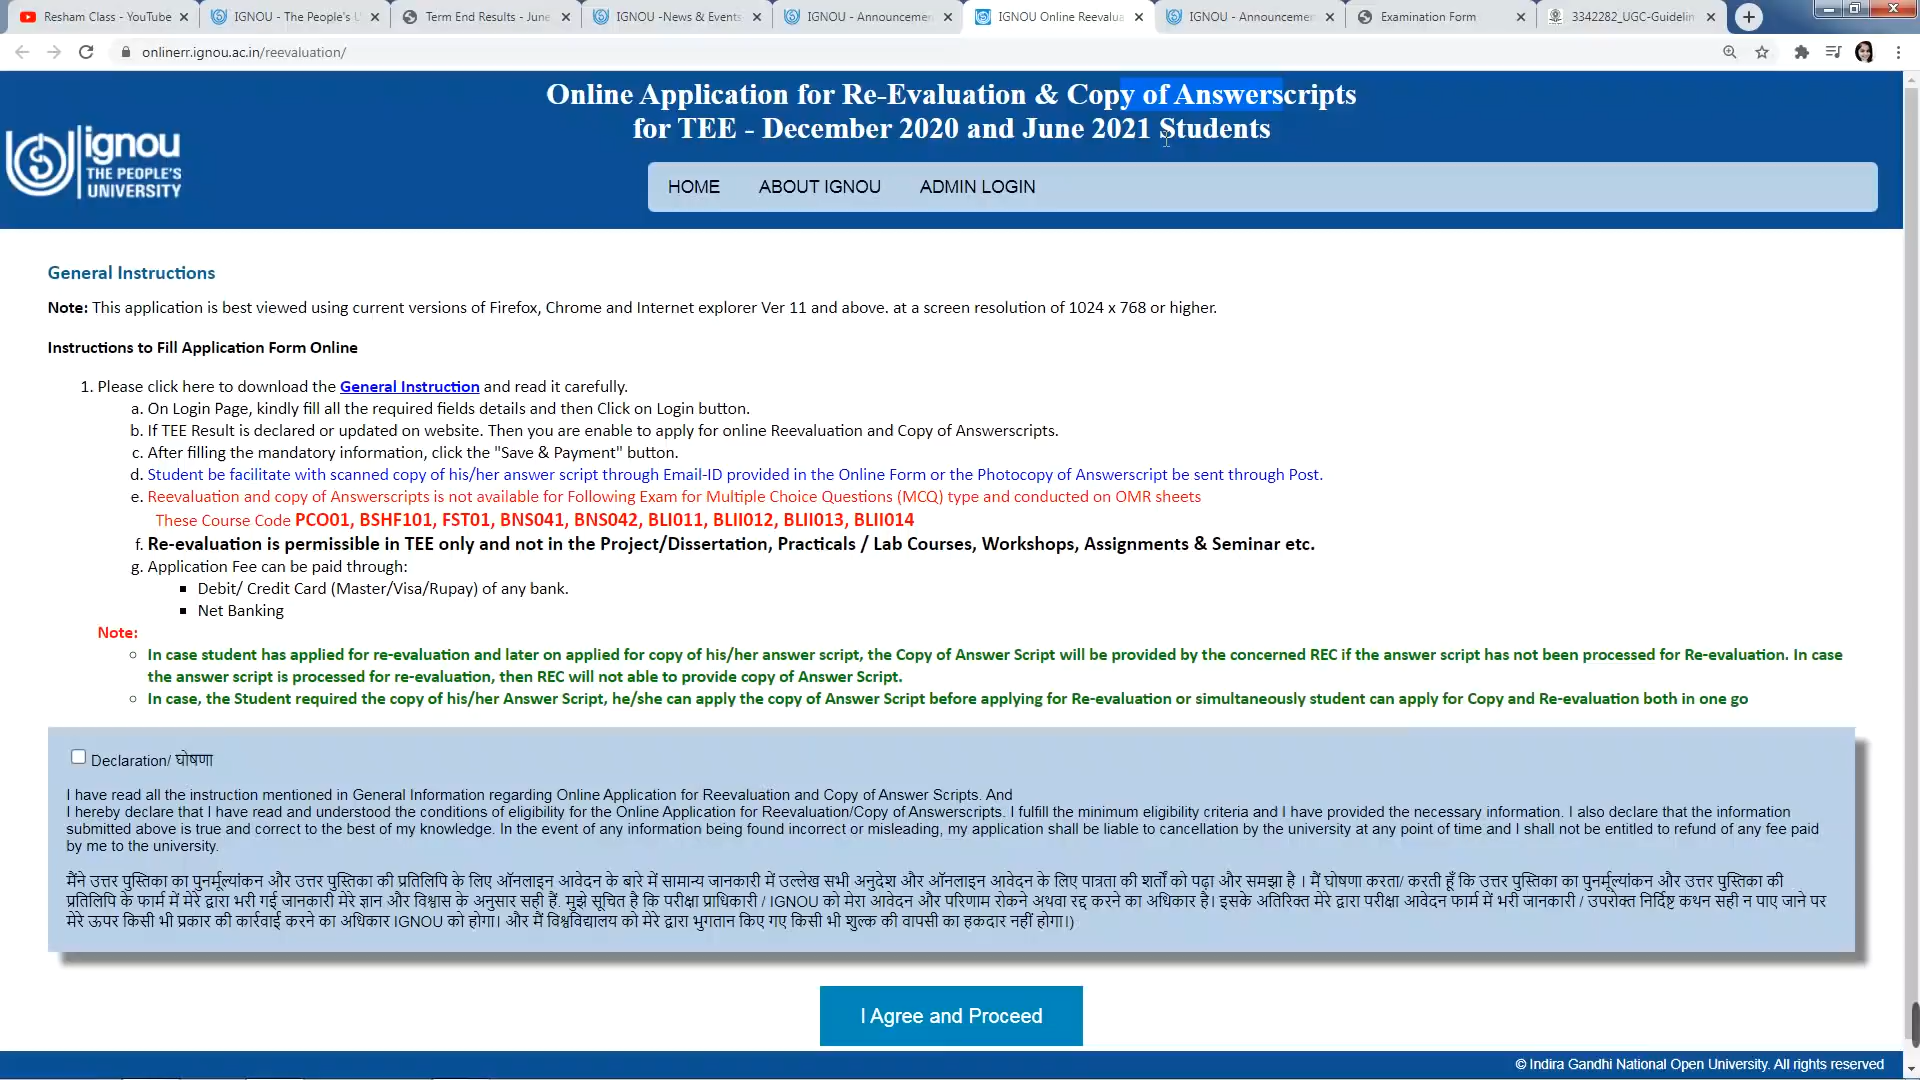 Resham Class - YouTube
IGNOU - The People's U
Term End Results - June
IGNOU -News & Events
IGNOU - Announcemen
IGNOU Online Reevalua
IGNOU - Announcemen
Examination Form
3342282_UGC-Guidelin
onlinerr.ignou.ac.in/reevaluation/
Online Application for Re-Evaluation & Copy of Answerscripts
for TEE - December 2020 and June 2021 Students
ignou
THE PEOPLE'S
UNIVERSITY
HOME ABOUT IGNOU ADMIN LOGIN
General Instructions
Note: This application is best viewed using current versions of Firefox, Chrome and Internet explorer Ver 11 and above. at a screen resolution of 1024 x 768 or higher.
Instructions to Fill Application Form Online
1. Please click here to download the General Instruction and read it carefully.
a. On Login Page, kindly fill all the required fields details and then Click on Login button.
b. If TEE Result is declared or updated on website. Then you are enable to apply for online Reevaluation and Copy of Answerscripts.
c. After filling the mandatory information, click the "Save & Payment" button.
d. Student be facilitate with scanned copy of his/her answer script through Email-ID provided in the Online Form or the Photocopy of Answerscript be sent through Post.
e. Reevaluation and copy of Answerscripts is not available for Following Exam for Multiple Choice Questions (MCQ) type and conducted on OMR sheets
These Course Code PCO01, BSHF101, FST01, BNS041, BNS042, BLI011, BLII012, BLII013, BLII014
f. Re-evaluation is permissible in TEE only and not in the Project/Dissertation, Practicals / Lab Courses, Workshops, Assignments & Seminar etc.
g. Application Fee can be paid through:
Debit/ Credit Card (Master/Visa/Rupay) of any bank.
Net Banking
Note:
In case student has applied for re-evaluation and later on applied for copy of his/her answer script, the Copy of Answer Script will be provided by the concerned REC if the answer script has not been processed for Re-evaluation. In case
the answer script is processed for re-evaluation, then REC will not able to provide copy of Answer Script.
In case, the Student required the copy of his/her Answer Script, he/she can apply the copy of Answer Script before applying for Re-evaluation or simultaneously student can apply for Copy and Re-evaluation both in one go
Declaration/ घोषणा
I have read all the instruction mentioned in General Information regarding Online Application for Reevaluation and Copy of Answer Scripts. And
I hereby declare that I have read and understood the conditions of eligibility for the Online Application for Reevaluation/Copy of Answerscripts. I fulfill the minimum eligibility criteria and I have provided the necessary information. I also declare that the information
submitted above is true and correct to the best of my knowledge. In the event of any information being found incorrect or misleading, my application shall be liable to cancellation by the university at any point of time and I shall not be entitled to refund of any fee paid
by me to the university.
मैंने उत्तर पुस्तिका का पुनर्मूल्यांकन और उत्तर पुस्तिका की प्रतिलिपि के लिए ऑनलाइन आवेदन के बारे में सामान्य जानकारी में उल्लेख सभी अनुदेश और ऑनलाइन आवेदन के लिए पात्रता की शर्तों को पढ़ा और समझा है । मैं घोषणा करता/ करती हूँ कि उत्तर पुस्तिका का पुनर्मूल्यांकन और उत्तर पुस्तिका की
प्रतिलिपि के फार्म में मेरे द्वारा भरी गई जानकारी मेरे ज्ञान और विश्वास के अनुसार सही हैं. मुझे सूचित है कि परीक्षा प्राधिकारी / IGNOU को मेरा आवेदन और परिणाम रोकने अथवा रद्द करने का अधिकार है। इसके अतिरिक्त मेरे द्वारा परीक्षा आवेदन फार्म में भरी जानकारी / उपरोक्त निर्दिष्ट कथन सही न पाए जाने पर
मेरे ऊपर किसी भी प्रकार की कार्रवाई करने का अधिकार IGNOU को होगा। और मैं विश्वविद्यालय को मेरे द्वारा भुगतान किए गए किसी भी शुल्क की वापसी का हकदार नहीं होगा।)
I Agree and Proceed
© Indira Gandhi National Open University. All rights reserved